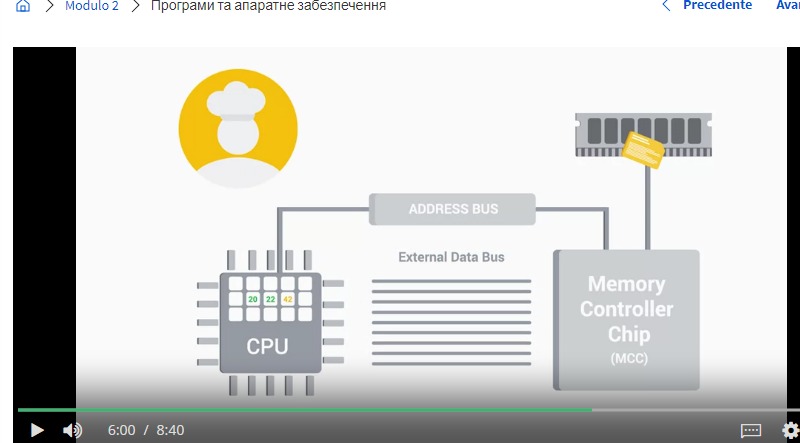 Modulo 2 Програми та апаратне забезпечення Precedente
ADDRESS BUS
External Data Bus
20 22 42
CPU
Memory
Controller
Chip
(MCC)
6:00 / 8:40